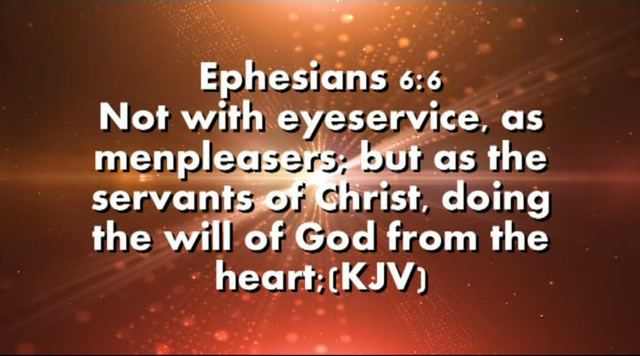 Ephesians 6:6
Not with eyeservice, as
menpleasers; but as the
servants of Christ, doing
the will of God from the
heart;(KJV)